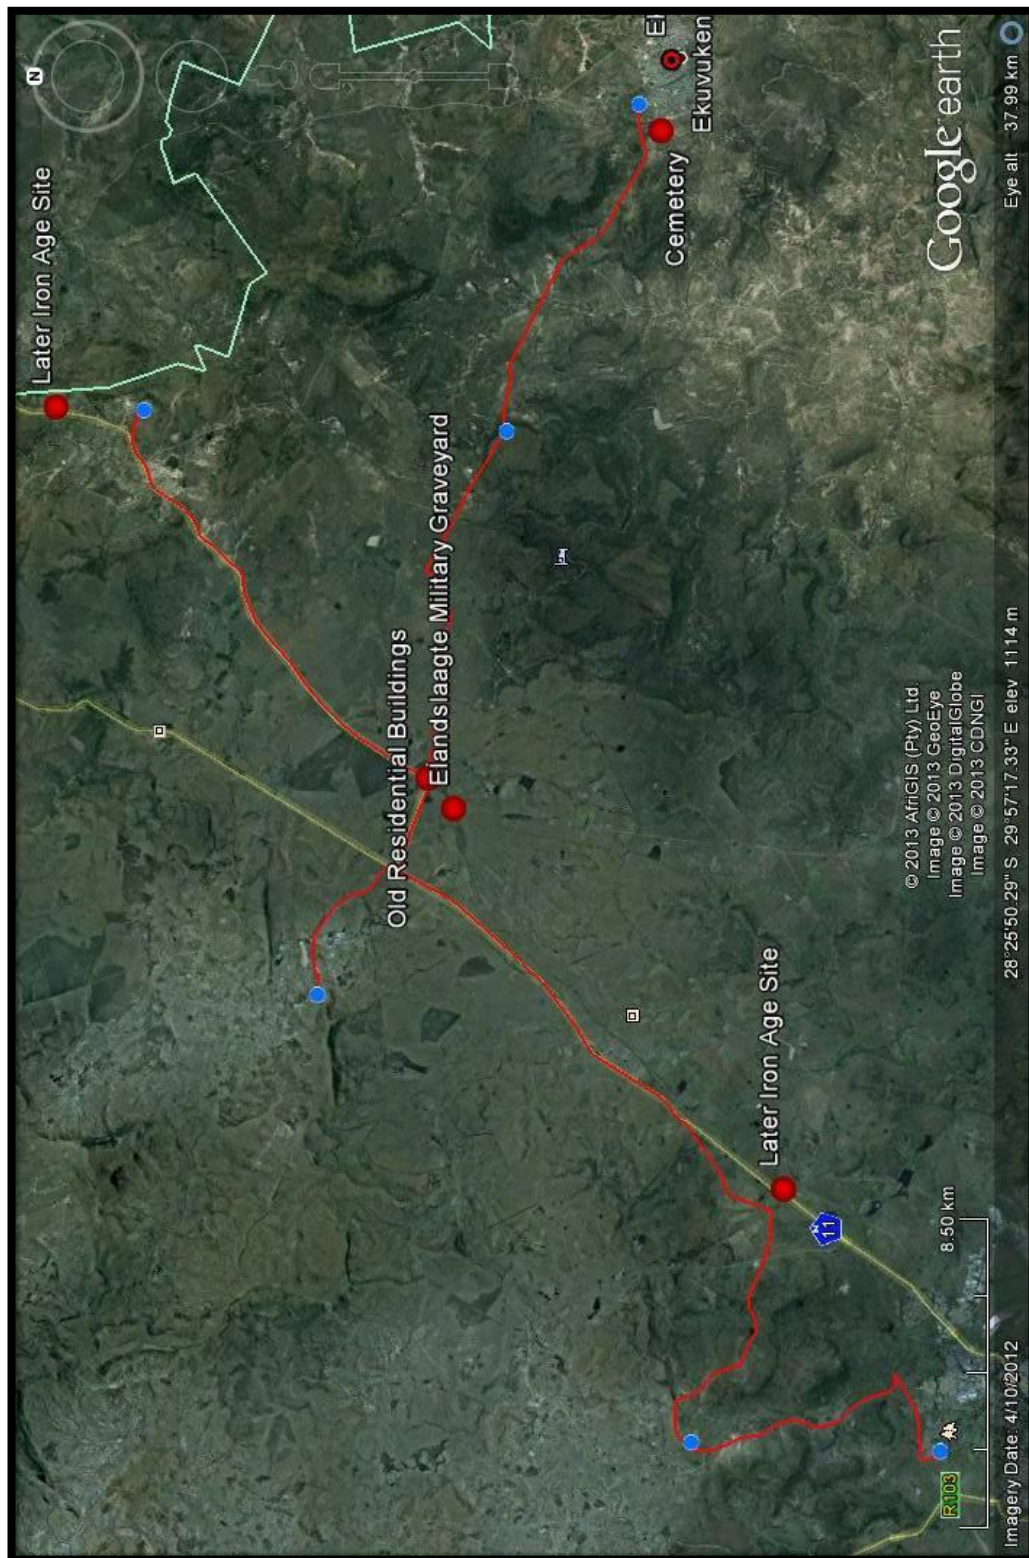 N
Later Iron Age Site
El
Ekuvuken
Cemetery
Elandslaagte Military Graveyard
Old Residential Buildings
Later Iron Age Site
11
R103
8.50 km
© 2013 AfriGIS (Pty) Ltd.
Image © 2013 GeoEye
Image © 2013 DigitalGlobe
Image © 2013 CDNGI
Google earth
Imagery Date: 4/10/2012 28°25'50.29" S 29°57'17.33" E elev 1114 m Eye alt 37.99 km